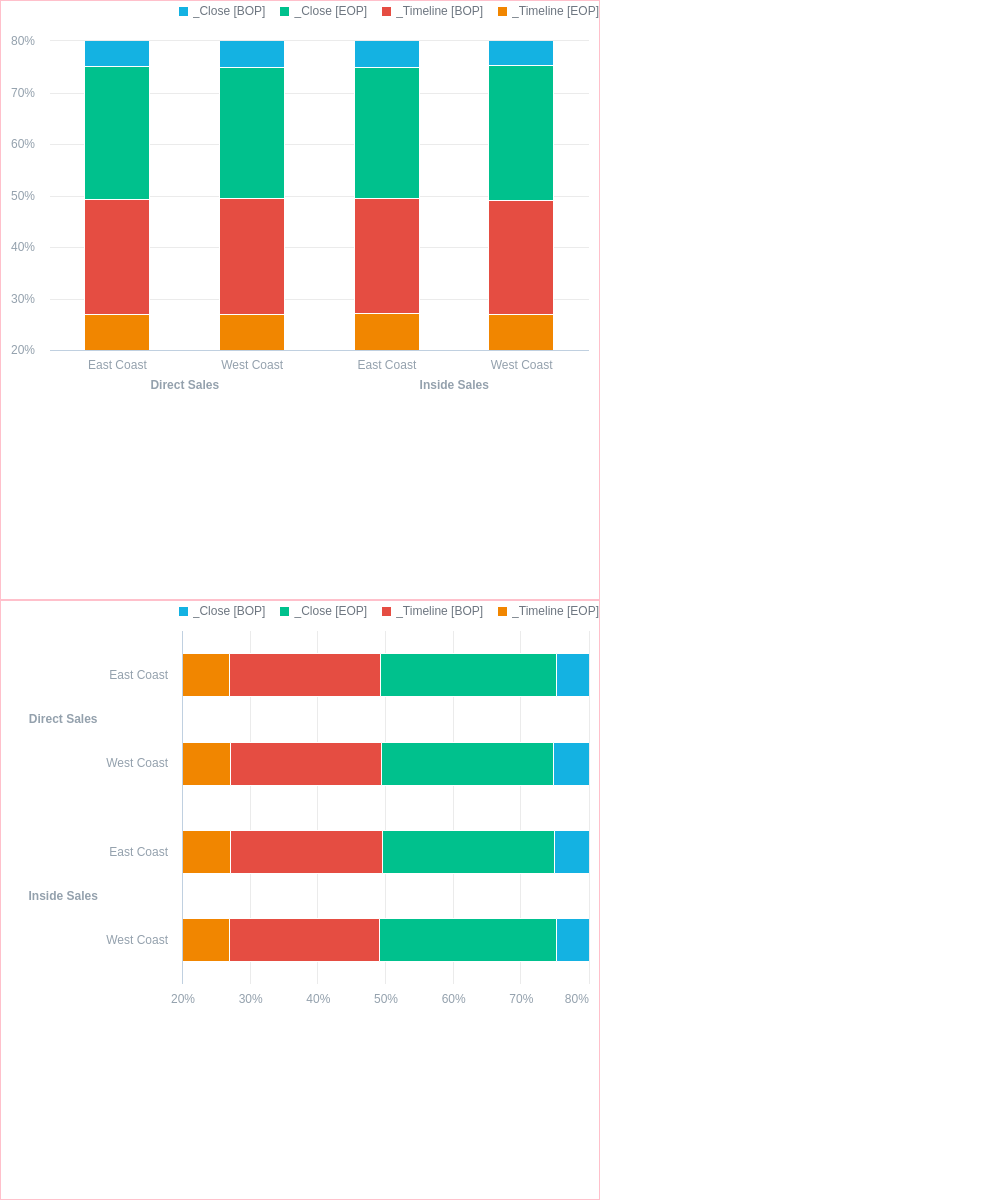 _Close [BOP] _Close [EOP] _Timeline [BOP] _Timeline [EOP]
80%
70%
60%
50%
40%
30%
20%
East Coast West Coast East Coast West Coast
Direct Sales Inside Sales
_Close [BOP] _Close [EOP] _Timeline [BOP] _Timeline [EOP]
East Coast
Direct Sales
West Coast
East Coast
Inside Sales
West Coast
20% 30% 40% 50% 60% 70% 80%